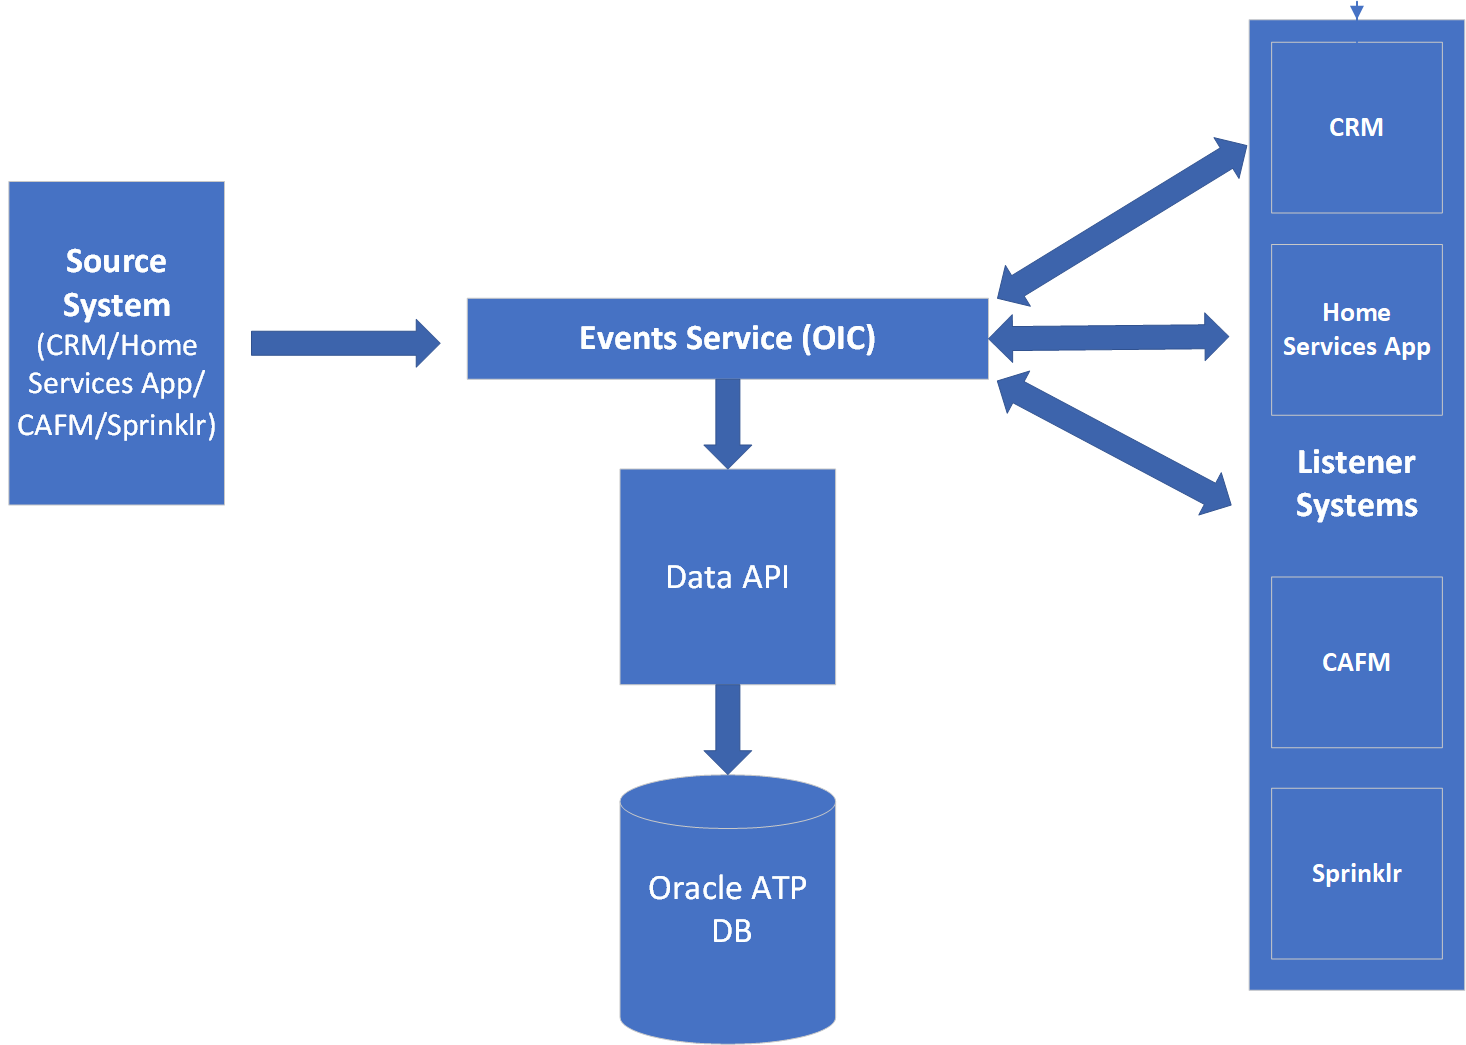 Source
System
(CRM/Home
Services App/
CAFM/Sprinklr)
Events Service (OIC)
Data API
Oracle ATP
DB
CRM
Home
Services App
Listener
Systems
CAFM
Sprinklr